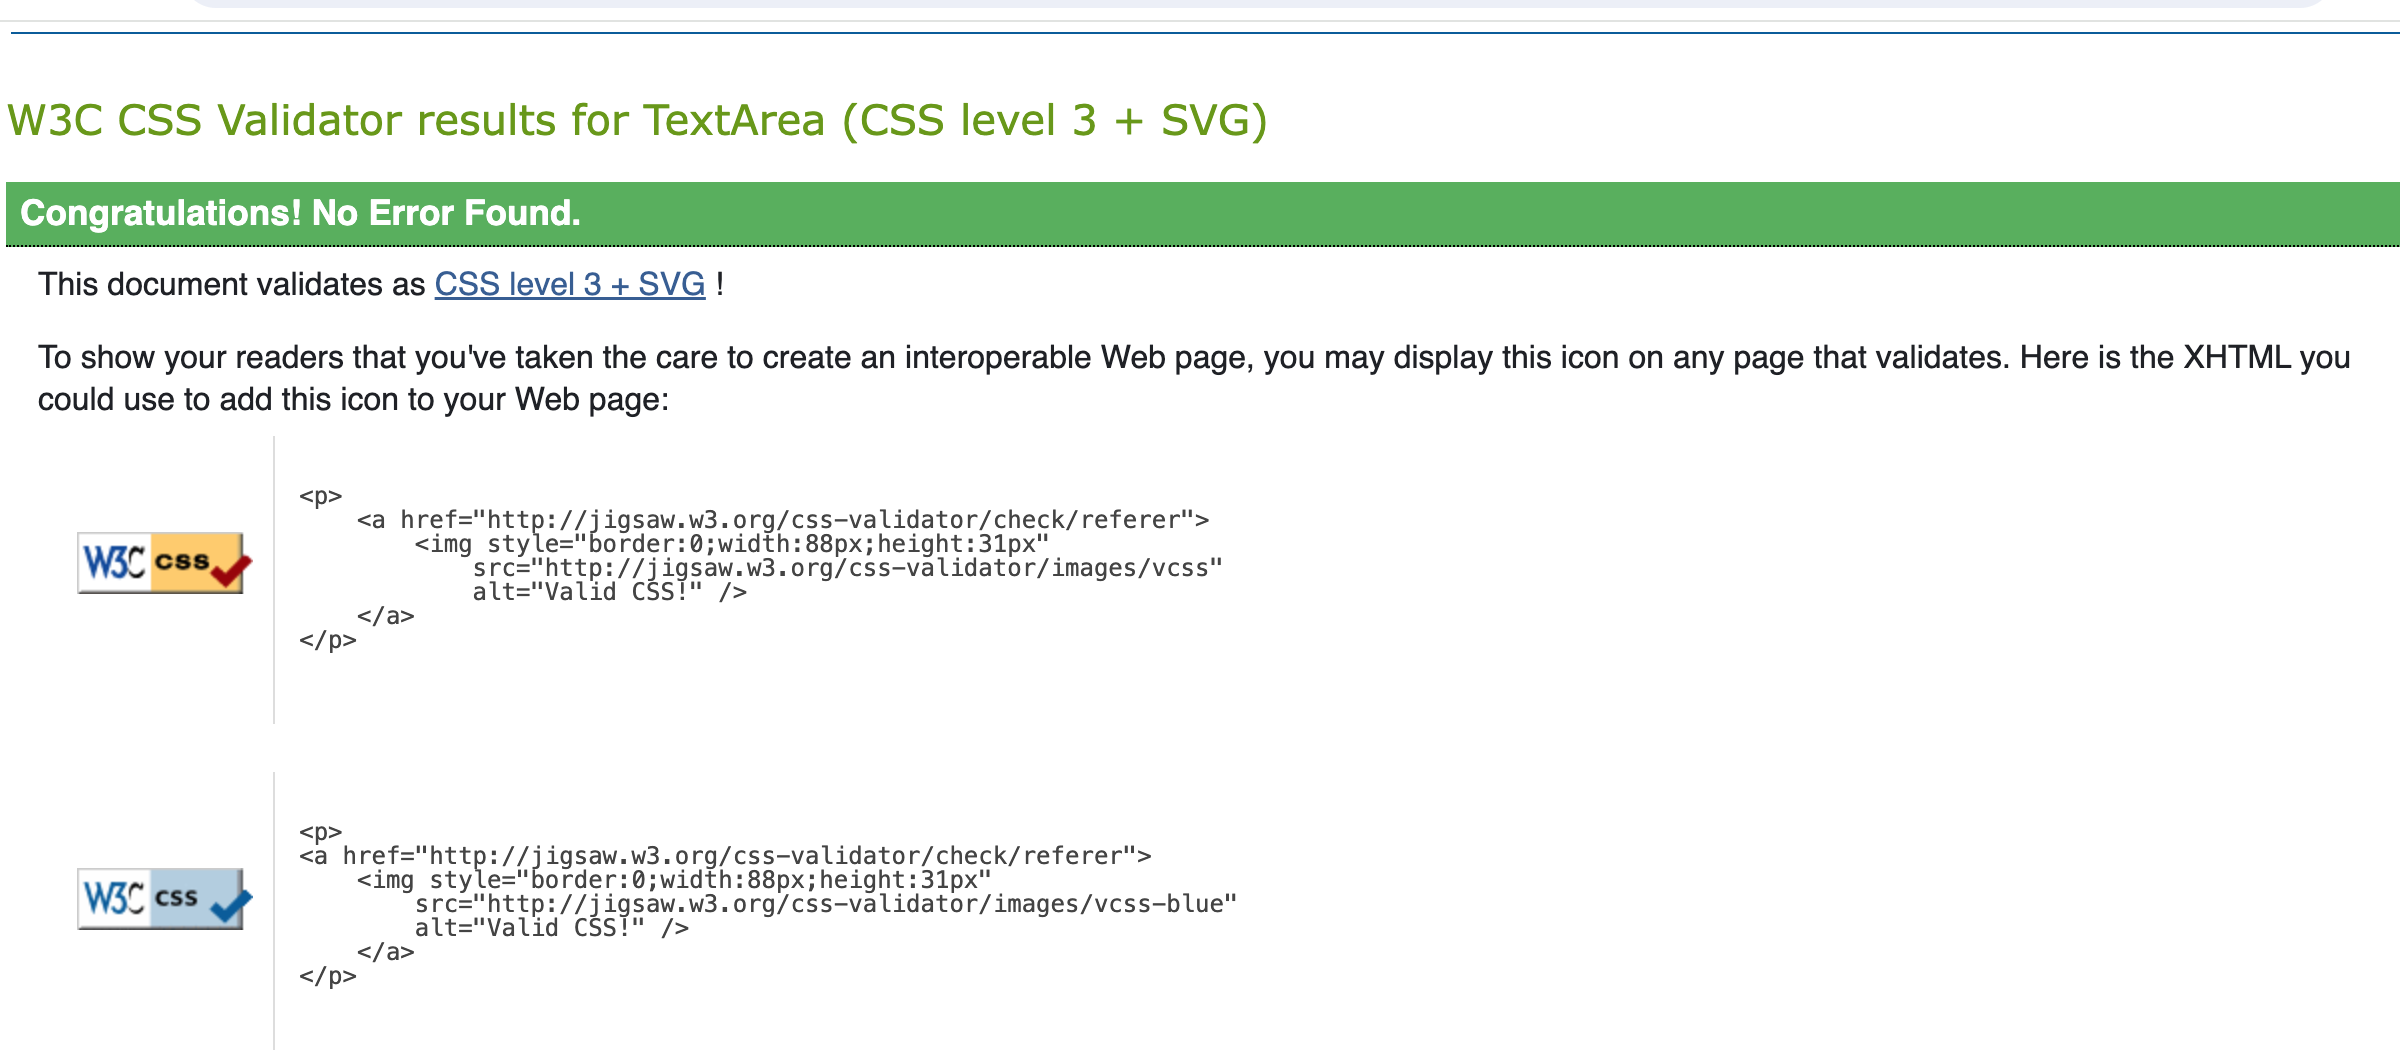 W3C CSS Validator results for TextArea (CSS level 3 + SVG)
Congratulations! No Error Found.
This document validates as CSS level 3 + SVG !
To show your readers that you've taken the care to create an interoperable Web page, you may display this icon on any page that validates. Here is the XHTML you
could use to add this icon to your Web page:
W3C css
<p>
    <a href="http://jigsaw.w3.org/css-validator/check/referer">
        <img style="border:0;width:88px;height:31px"
            src="http://jigsaw.w3.org/css-validator/images/vcss"
            alt="Valid CSS!" />
    </a>
</p>
W3C css
<p>
<a href="http://jigsaw.w3.org/css-validator/check/referer">
    <img style="border:0;width:88px;height:31px"
        src="http://jigsaw.w3.org/css-validator/images/vcss-blue"
        alt="Valid CSS!" />
    </a>
</p>